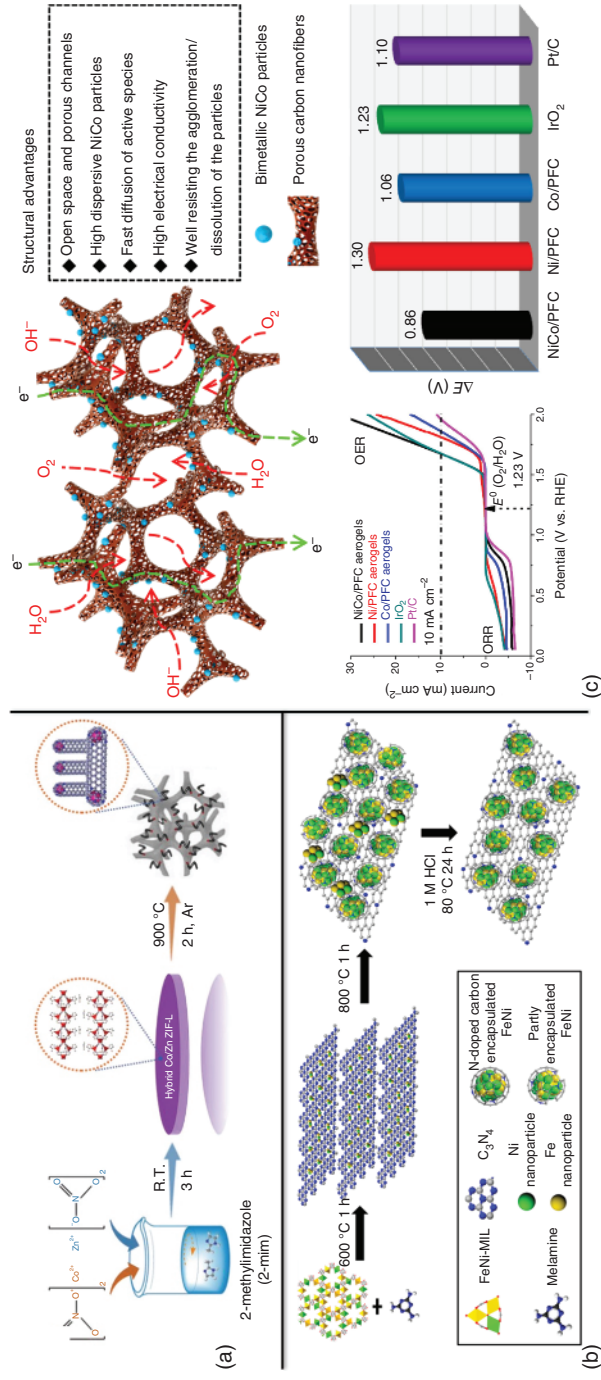 (a)
O
N
O
2
Co²⁺
Zn²⁺
O
N
O
2
2-methylimidazole
(2-mim)
R.T.
3 h
Hybrid Co/Zn ZIF-L
900 °C
2 h, Ar
(b)
600 °C 1 h
800 °C 1 h
1 M HCl
80 °C 24 h
FeNi-MIL
C₃N₄
N-doped carbon
encapsulated
FeNi
Melamine
Ni
nanoparticle
Fe
nanoparticle
Partly
encapsulated
FeNi
(c)
H₂O
e⁻
O₂
OH⁻
e⁻
OH⁻
e⁻
H₂O
O₂
e⁻
Structural advantages
◆ Open space and porous channels
◆ High dispersive NiCo particles
◆ Fast diffusion of active species
◆ High electrical conductivity
◆ Well resisting the agglomeration/
dissolution of the particles
Bimetallic NiCo particles
Porous carbon nanofibers
Current (mA cm⁻²)
30
20
10
0
NiCo/PFC aerogels
Ni/PFC aerogels
Co/PFC aerogels
IrO₂
Pt/C
10 mA cm⁻²
OER
ORR
E⁰ (O₂/H₂O)
1.23 V
0.0
0.5
1.0
1.5
2.0
Potential (V vs. RHE)
ΔE (V)
0.86
1.30
1.06
1.23
1.10
NiCo/PFC
Ni/PFC
Co/PFC
IrO₂
Pt/C